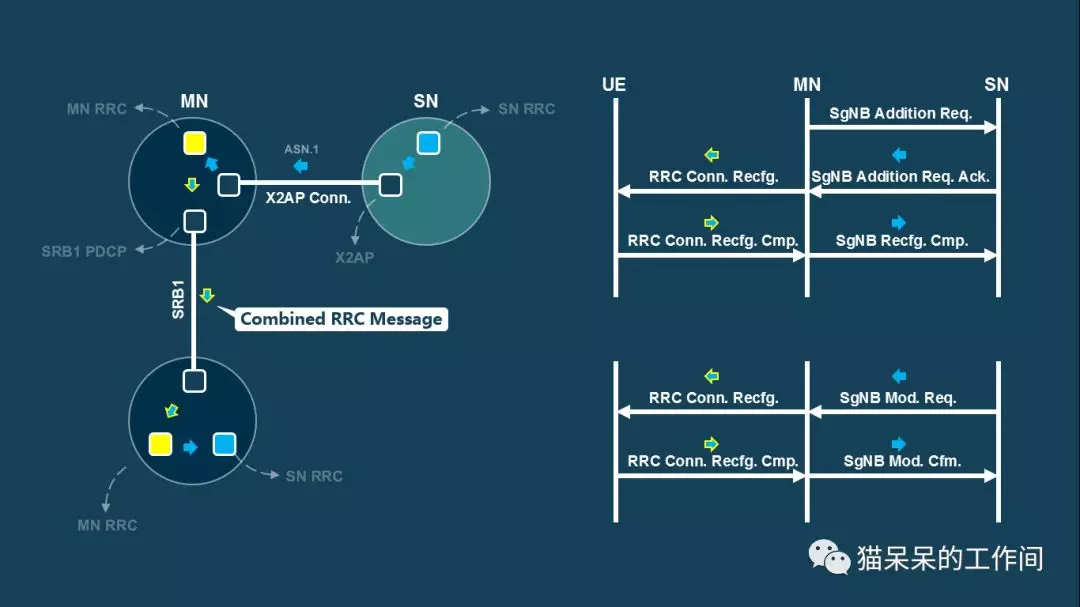 MN
SN
MN RRC
SN RRC
ASN.1
X2AP Conn.
SRB1 PDCP
X2AP
SRB1
Combined RRC Message
SN RRC
MN RRC
UE
MN
SN
SgNB Addition Req.
RRC Conn. Recfg.
SgNB Addition Req. Ack.
RRC Conn. Recfg. Cmp.
SgNB Recfg. Cmp.
RRC Conn. Recfg.
SgNB Mod. Req.
RRC Conn. Recfg. Cmp.
SgNB Mod. Cfm.
猫呆呆的工作间